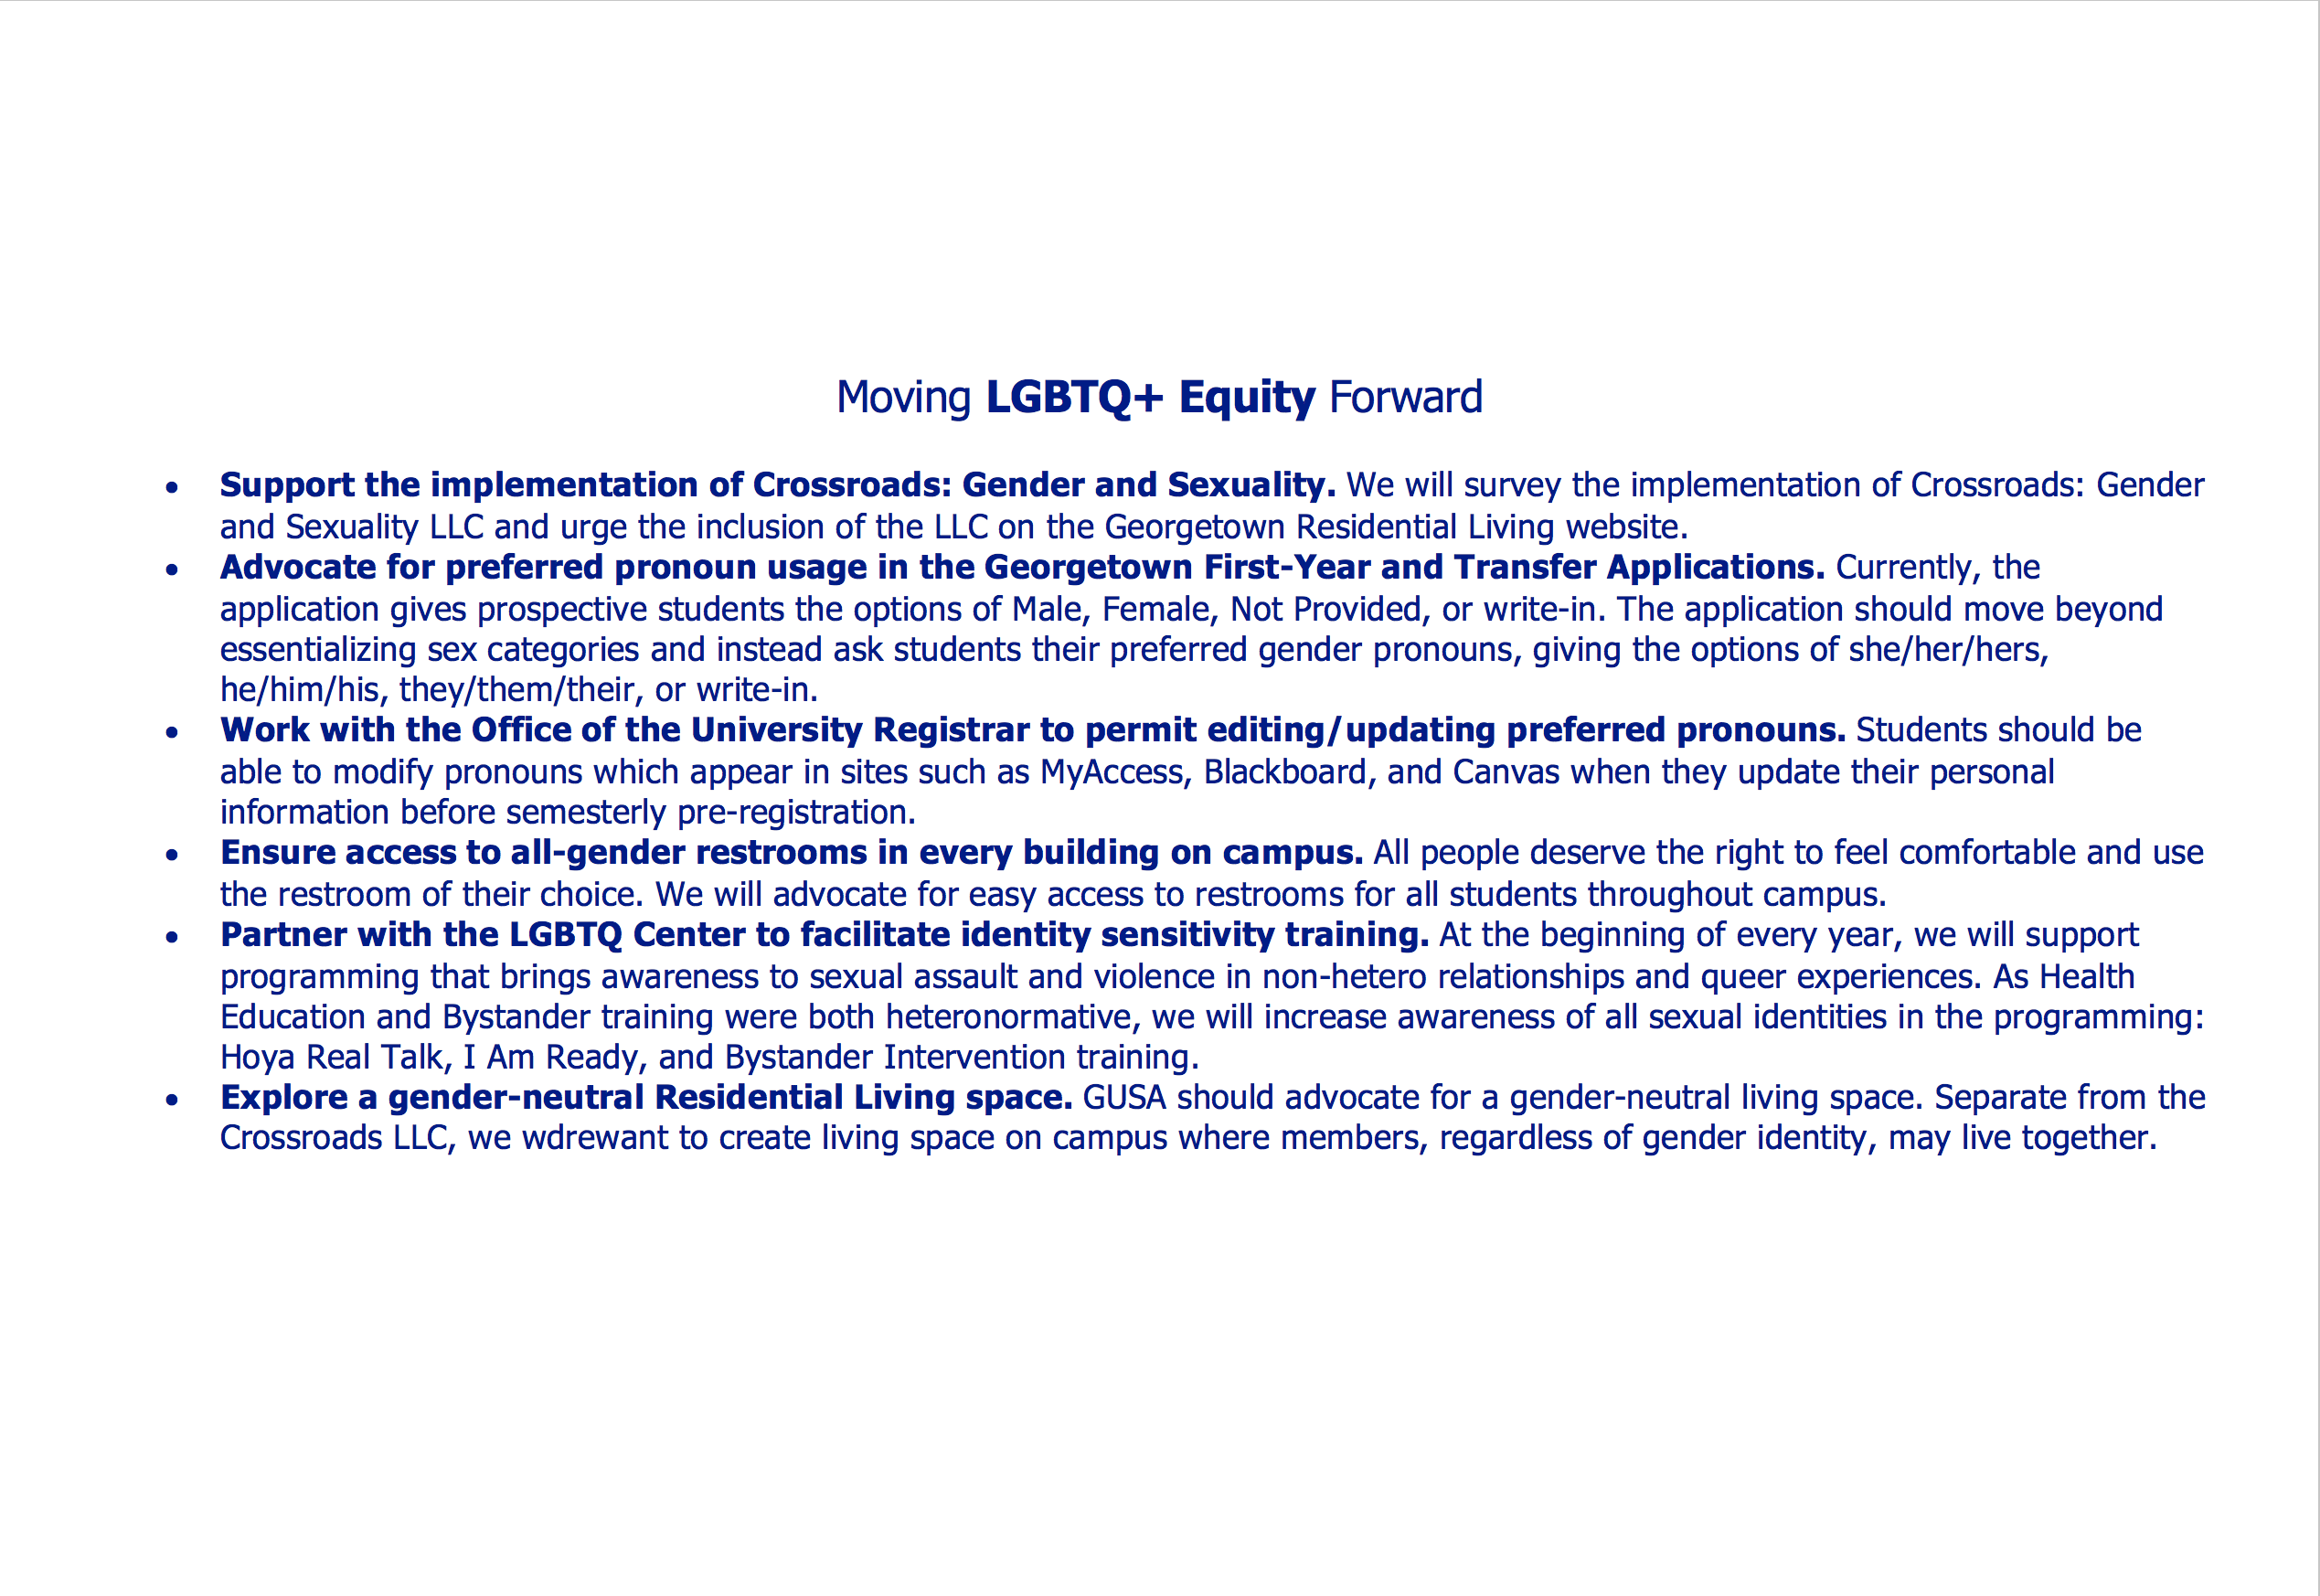 Moving LGBTQ+ Equity Forward
• Support the implementation of Crossroads: Gender and Sexuality. We will survey the implementation of Crossroads: Gender
and Sexuality LLC and urge the inclusion of the LLC on the Georgetown Residential Living website.
• Advocate for preferred pronoun usage in the Georgetown First-Year and Transfer Applications. Currently, the
application gives prospective students the options of Male, Female, Not Provided, or write-in. The application should move beyond
essentializing sex categories and instead ask students their preferred gender pronouns, giving the options of she/her/hers,
he/him/his, they/them/their, or write-in.
• Work with the Office of the University Registrar to permit editing/updating preferred pronouns. Students should be
able to modify pronouns which appear in sites such as MyAccess, Blackboard, and Canvas when they update their personal
information before semesterly pre-registration.
• Ensure access to all-gender restrooms in every building on campus. All people deserve the right to feel comfortable and use
the restroom of their choice. We will advocate for easy access to restrooms for all students throughout campus.
• Partner with the LGBTQ Center to facilitate identity sensitivity training. At the beginning of every year, we will support
programming that brings awareness to sexual assault and violence in non-hetero relationships and queer experiences. As Health
Education and Bystander training were both heteronormative, we will increase awareness of all sexual identities in the programming:
Hoya Real Talk, I Am Ready, and Bystander Intervention training.
• Explore a gender-neutral Residential Living space. GUSA should advocate for a gender-neutral living space. Separate from the
Crossroads LLC, we wdrewant to create living space on campus where members, regardless of gender identity, may live together.